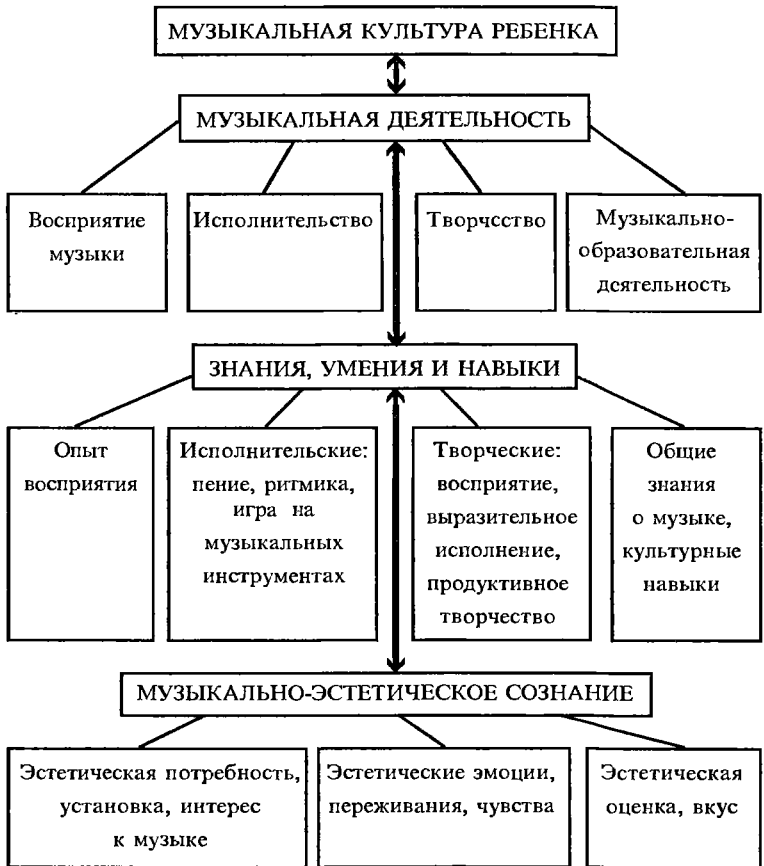 МУЗЫКАЛЬНАЯ КУЛЬТУРА РЕБЕНКА
МУЗЫКАЛЬНАЯ ДЕЯТЕЛЬНОСТЬ
Восприятие
музыки
Исполнительство
Творчсство
Музыкально-
образовательная
дсятельность
ЗНАНИЯ, УМЕНИЯ И НАВЫКИ
Опыт
восприятия
Исполнительские:
пение, ритмика,
игра на
музыкальных
инструментах
Творческие:
восприятие,
выразительное
исполнение,
продуктивное
творчество
Общие
знания
о музыке,
культурные
навыки
МУЗЫКАЛЬНО-ЭСТЕТИЧЕСКОЕ СОЗНАНИЕ
Эстетическая потребность,
установка, интерес
к музыке
Эстетические эмоции,
переживания, чувства
Эстетическая
оценка, вкус